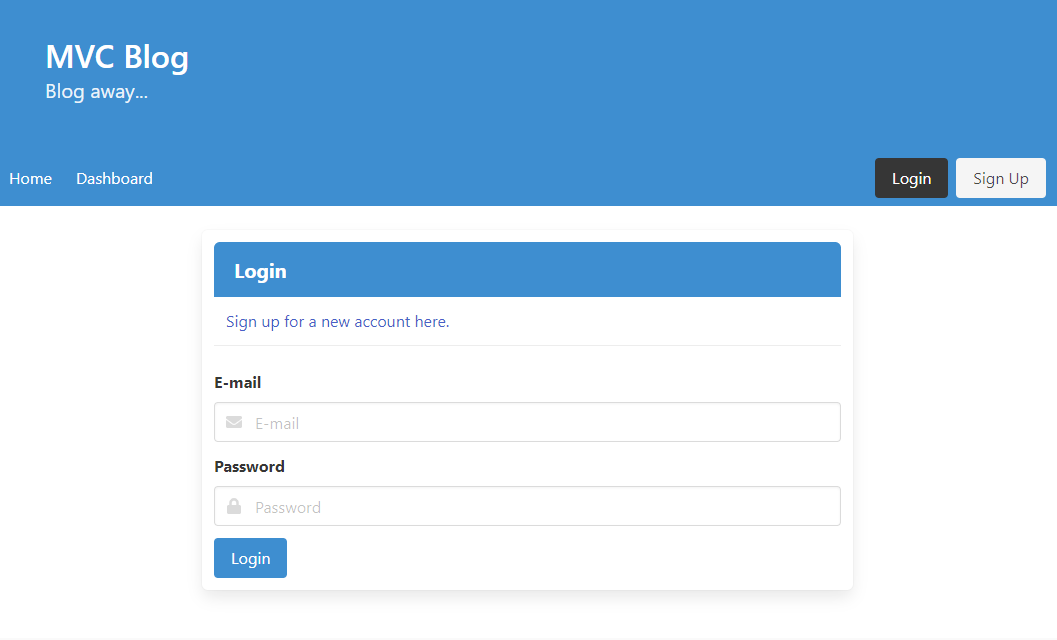 MVC Blog
Blog away...
Home Dashboard Login Sign Up
Login
Sign up for a new account here.
E-mail
E-mail
Password
Password
Login